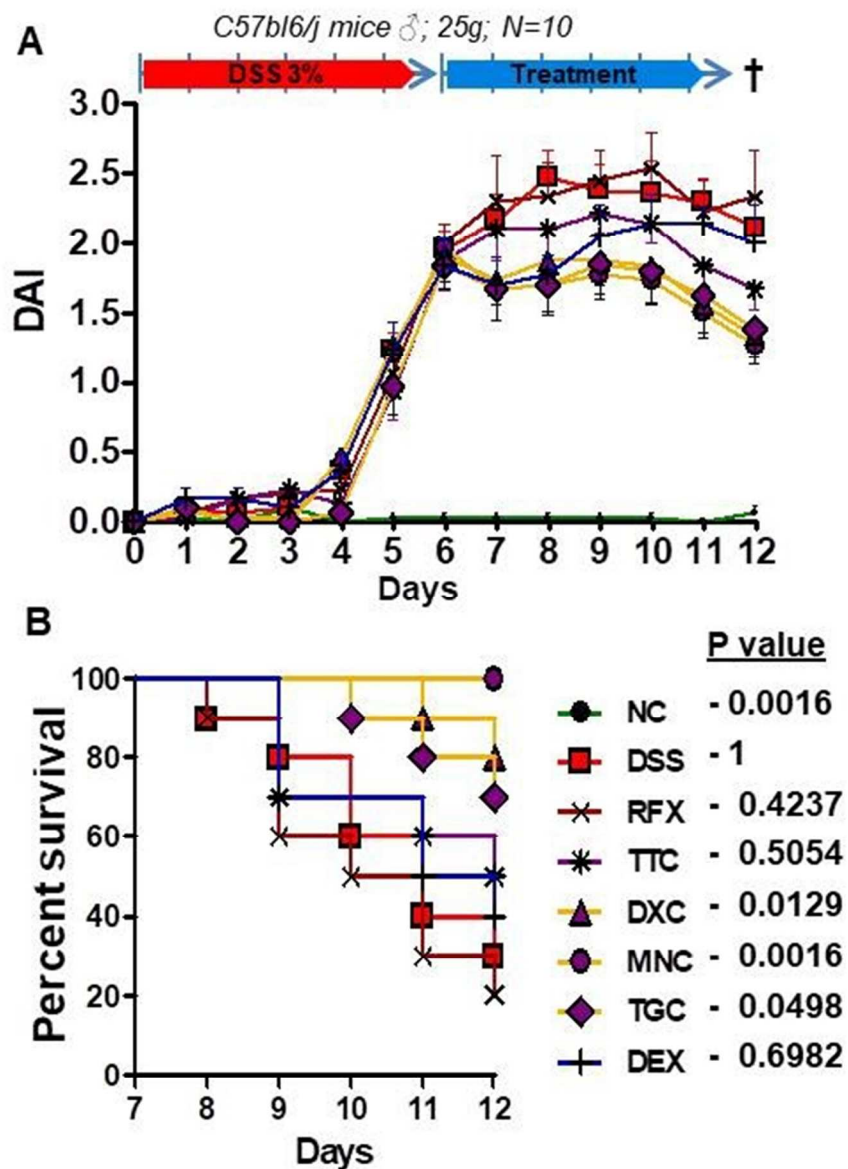 A
C57bl6/j mice ♂; 25g; N=10
DSS 3%
Treatment
†
DAI
3.0
2.5
2.0
1.5
1.0
0.5
0.0
0 1 2 3 4 5 6 7 8 9 10 11 12
Days
B
Percent survival
100
80
60
40
20
0
7 8 9 10 11 12
Days
P value
NC - 0.0016
DSS - 1
RFX - 0.4237
TTC - 0.5054
DXC - 0.0129
MNC - 0.0016
TGC - 0.0498
DEX - 0.6982